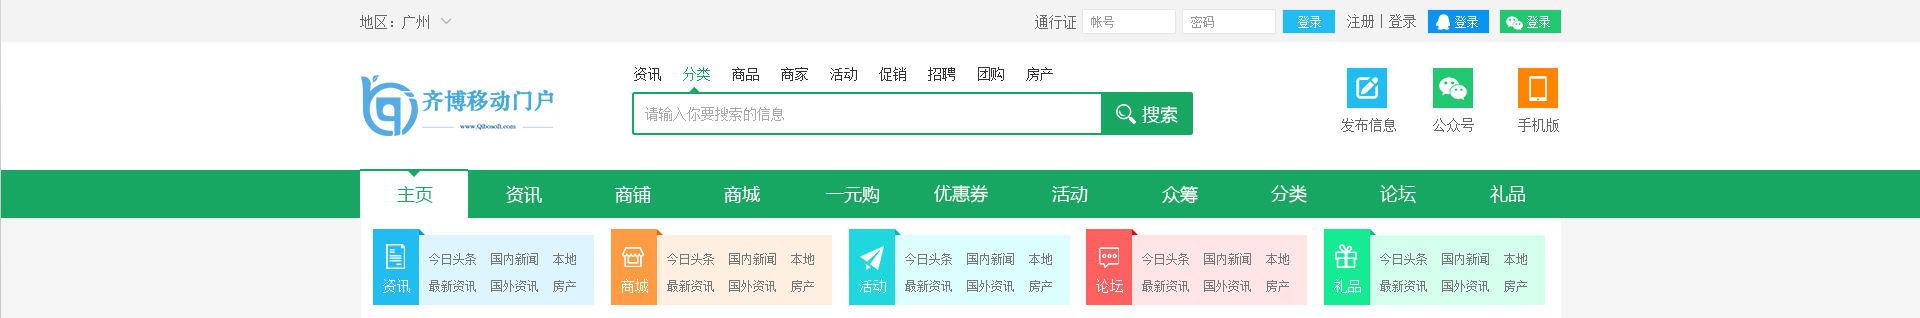 地区：广州
通行证 帐号 密码 登录 注册 | 登录 登录 登录
资讯 分类 商品 商家 活动 促销 招聘 团购 房产
齐博移动门户
www.Qibosoft.com
请输入你要搜索的信息 搜索
发布信息 公众号 手机版
主页 资讯 商铺 商城 一元购 优惠券 活动 众筹 分类 论坛 礼品
资讯
今日头条 国内新闻 本地
最新资讯 国外资讯 房产
商城
今日头条 国内新闻 本地
最新资讯 国外资讯 房产
活动
今日头条 国内新闻 本地
最新资讯 国外资讯 房产
论坛
今日头条 国内新闻 本地
最新资讯 国外资讯 房产
礼品
今日头条 国内新闻 本地
最新资讯 国外资讯 房产